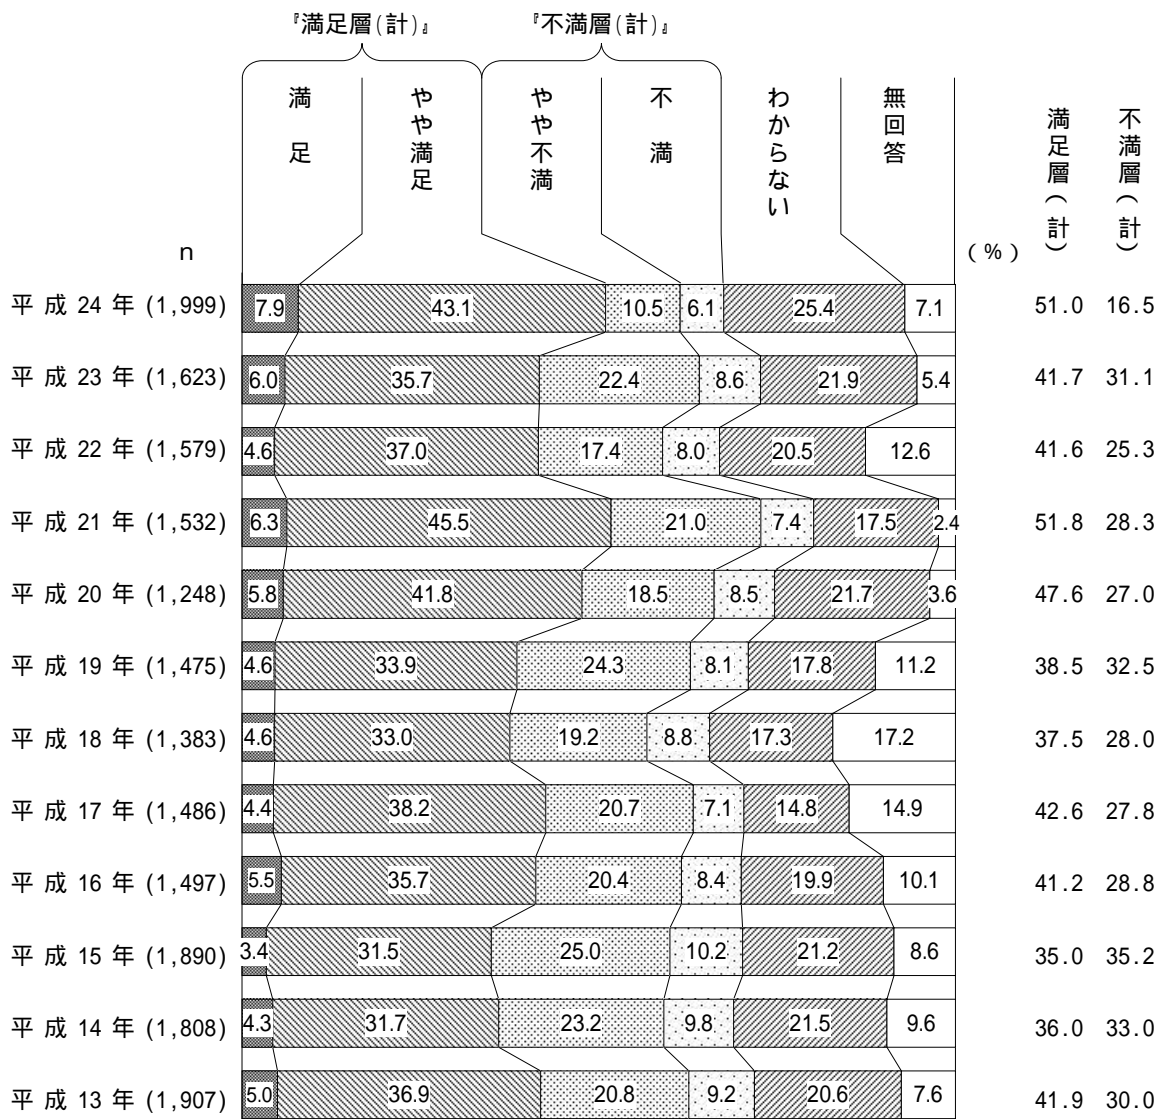 『満足層(計)』 『不満層(計)』
満足 やや満足 やや不満 不満 わからない 無回答 満足層(計) 不満層(計)
n (%)
平成24年(1,999) 7.9 43.1 10.5 6.1 25.4 7.1 51.0 16.5
平成23年(1,623) 6.0 35.7 22.4 8.6 21.9 5.4 41.7 31.1
平成22年(1,579) 4.6 37.0 17.4 8.0 20.5 12.6 41.6 25.3
平成21年(1,532) 6.3 45.5 21.0 7.4 17.5 2.4 51.8 28.3
平成20年(1,248) 5.8 41.8 18.5 8.5 21.7 3.6 47.6 27.0
平成19年(1,475) 4.6 33.9 24.3 8.1 17.8 11.2 38.5 32.5
平成18年(1,383) 4.6 33.0 19.2 8.8 17.3 17.2 37.5 28.0
平成17年(1,486) 4.4 38.2 20.7 7.1 14.8 14.9 42.6 27.8
平成16年(1,497) 5.5 35.7 20.4 8.4 19.9 10.1 41.2 28.8
平成15年(1,890) 3.4 31.5 25.0 10.2 21.2 8.6 35.0 35.2
平成14年(1,808) 4.3 31.7 23.2 9.8 21.5 9.6 36.0 33.0
平成13年(1,907) 5.0 36.9 20.8 9.2 20.6 7.6 41.9 30.0